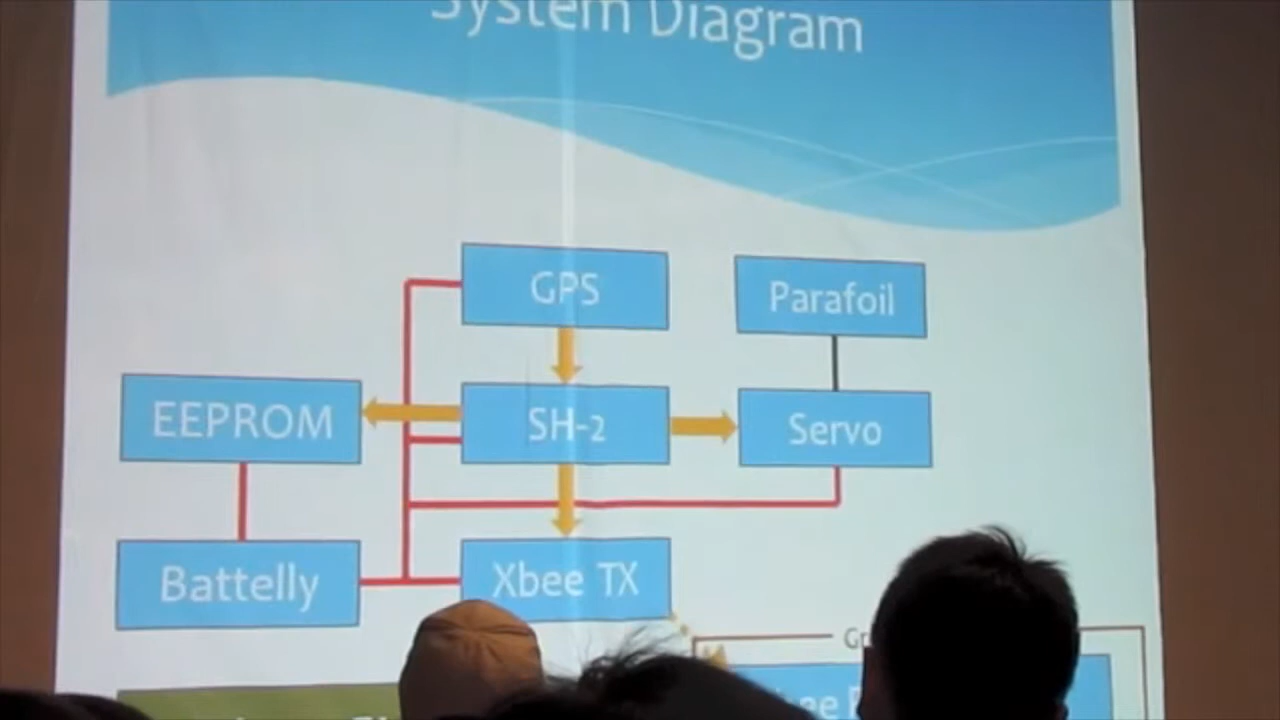 System Diagram
GPS
Parafoil
EEPROM
SH-2
Servo
Battelly
Xbee TX